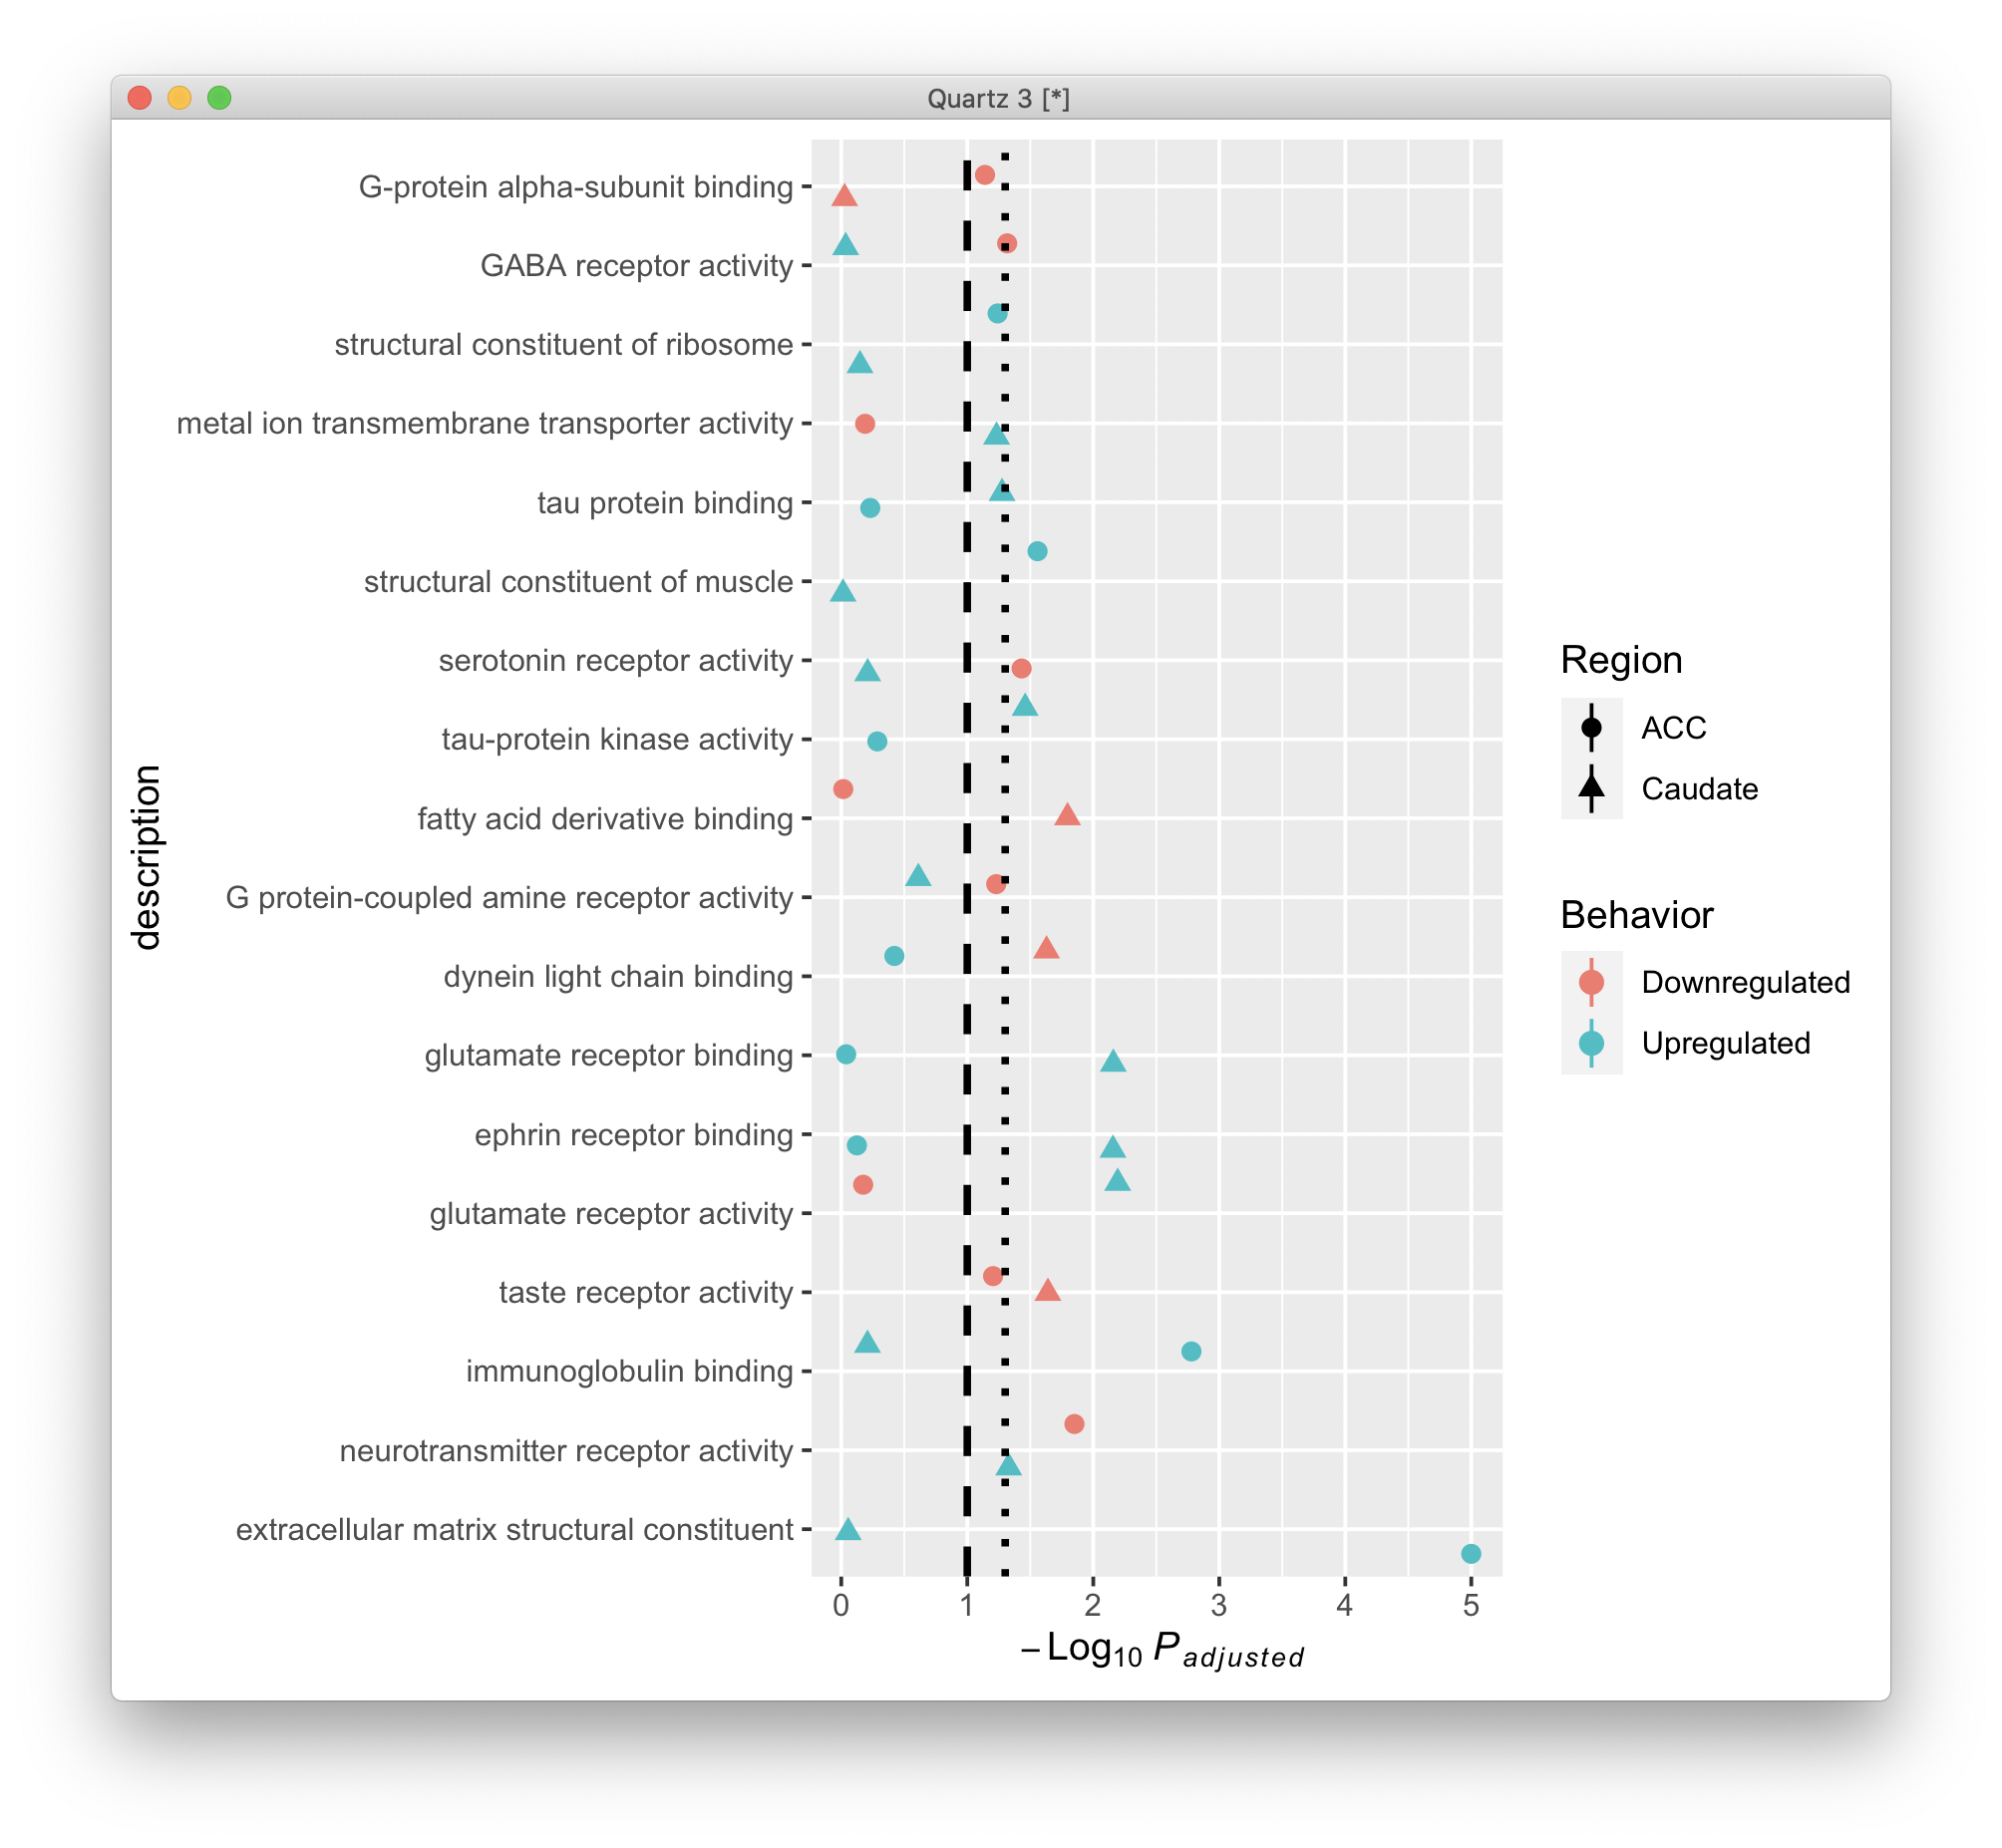 Quartz 3 [*]
G-protein alpha-subunit binding
GABA receptor activity
structural constituent of ribosome
metal ion transmembrane transporter activity
tau protein binding
structural constituent of muscle
serotonin receptor activity
tau-protein kinase activity
fatty acid derivative binding
G protein-coupled amine receptor activity
dynein light chain binding
glutamate receptor binding
ephrin receptor binding
glutamate receptor activity
taste receptor activity
immunoglobulin binding
neurotransmitter receptor activity
extracellular matrix structural constituent
description
0 1 2 3 4 5
−Log10 Padjusted
Region
ACC
Caudate
Behavior
Downregulated
Upregulated